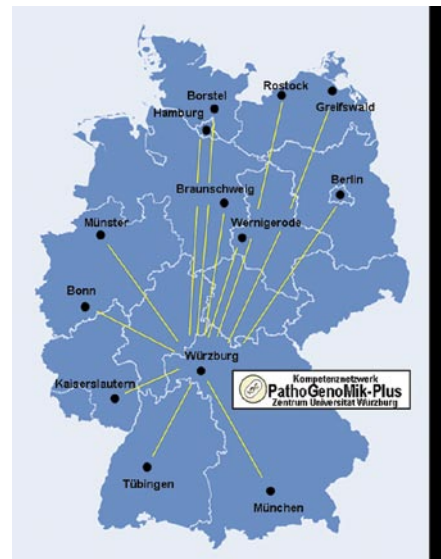 Rostock
Borstel
Greifswald
Hamburg
Berlin
Braunschweig
Münster
Wernigerode
Bonn
Würzburg
Kompetenznetzwerk
PathoGenoMik-Plus
Zentrum Universität Würzburg
Kaiserslautern
Tübingen
München